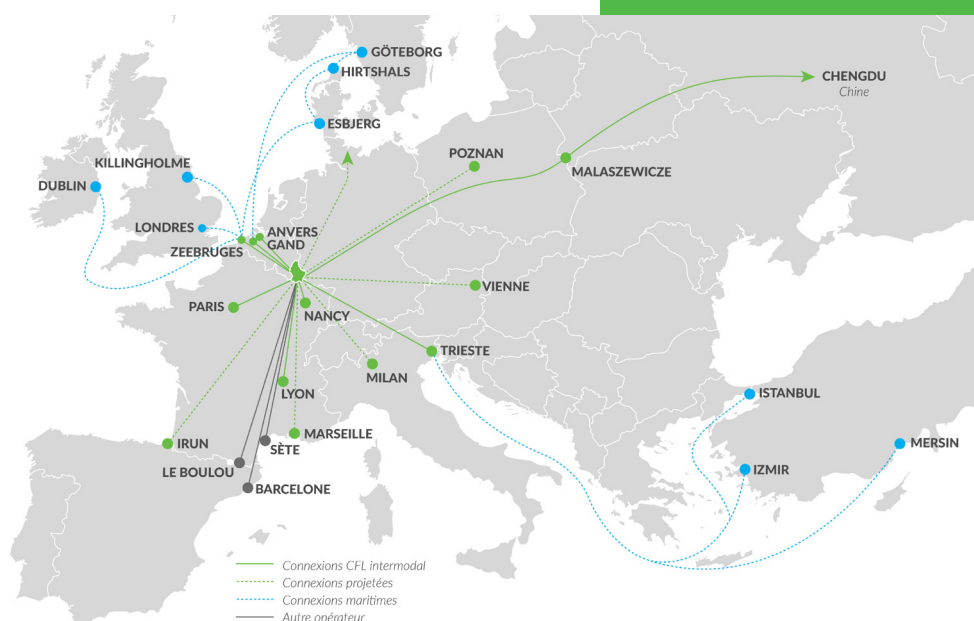 GÖTEBORG
HIRTSHALS
CHENGDU
Chine
ESBJERG
POZNAN
KILLINGHOLME
MALASZEWICZE
DUBLIN
LONDRES
ANVERS
GAND
ZEEBRUGES
VIENNE
PARIS
NANCY
TRIESTE
MILAN
LYON
ISTANBUL
MARSEILLE
IRUN
MERSIN
SÈTE
LE BOULOU
IZMIR
BARCELONE
Connexions CFL intermodal
Connexions projetées
Connexions maritimes
Autre opérateur